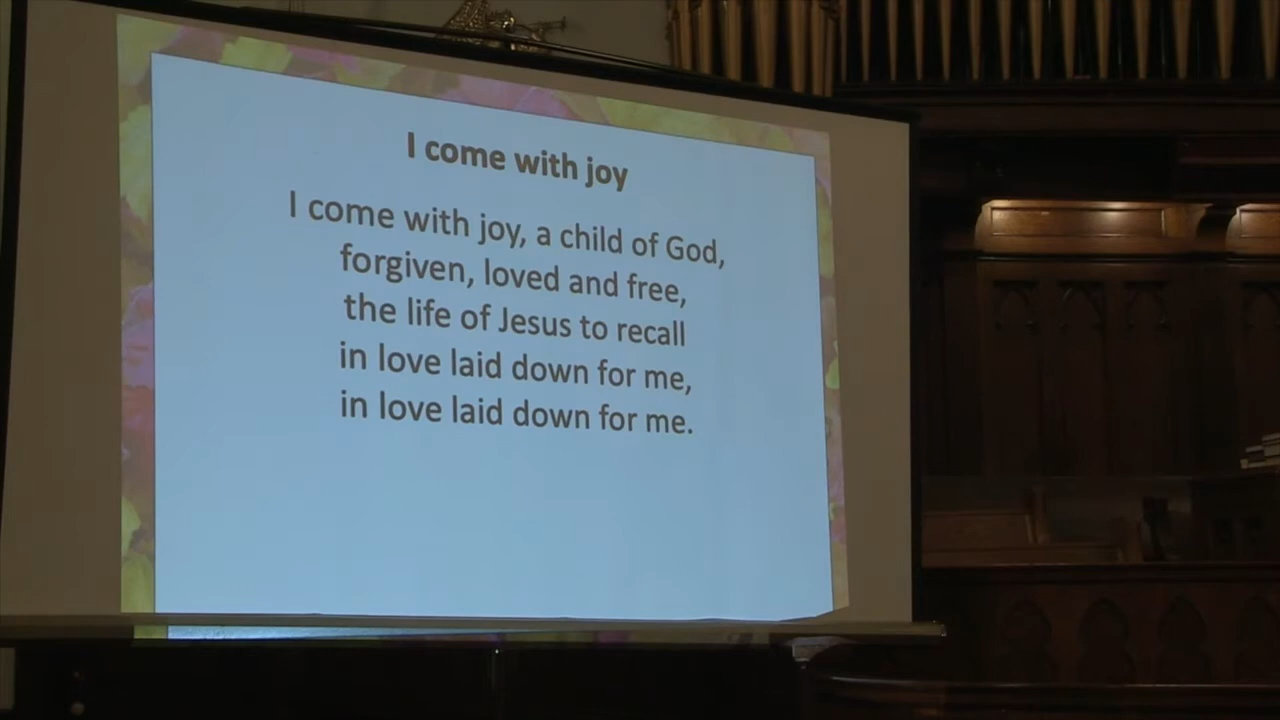 I come with joy
I come with joy, a child of God,
forgiven, loved and free,
the life of Jesus to recall
in love laid down for me,
in love laid down for me.